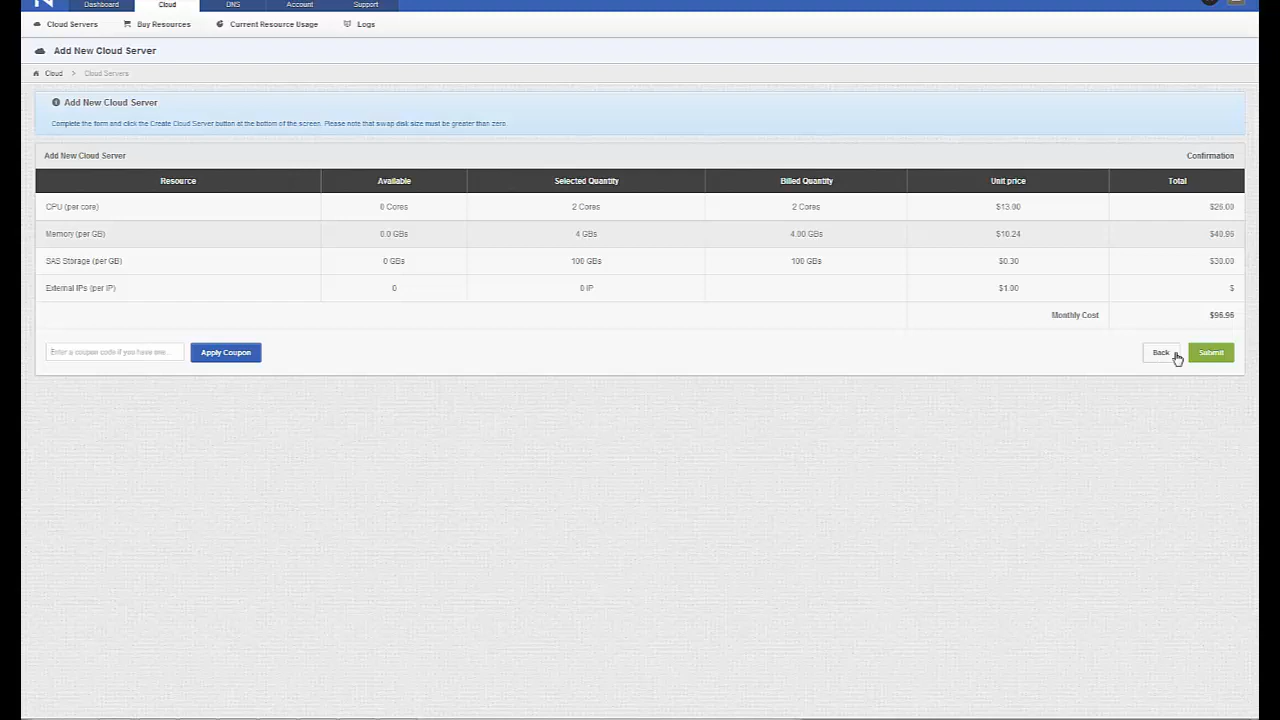 Dashboard Cloud DNS Account Support
Cloud Servers Buy Resources Current Resource Usage Logs
Add New Cloud Server
Cloud > Cloud Servers
Add New Cloud Server
Complete the form and click the Create Cloud Server button at the bottom of the screen. Please note that swap disk size must be greater than zero.
Add New Cloud Server Confirmation
Resource Available Selected Quantity Billed Quantity Unit price Total
CPU (per core) 0 Cores 2 Cores 2 Cores $13.00 $26.00
Memory (per GB) 0.0 GBs 4 GBs 4.00 GBs $10.24 $40.96
SAS Storage (per GB) 0 GBs 100 GBs 100 GBs $0.30 $30.00
External IPs (per IP) 0 0 IP $1.00 $
Monthly Cost $96.96
Enter a coupon code if you have one... Apply Coupon Back Submit